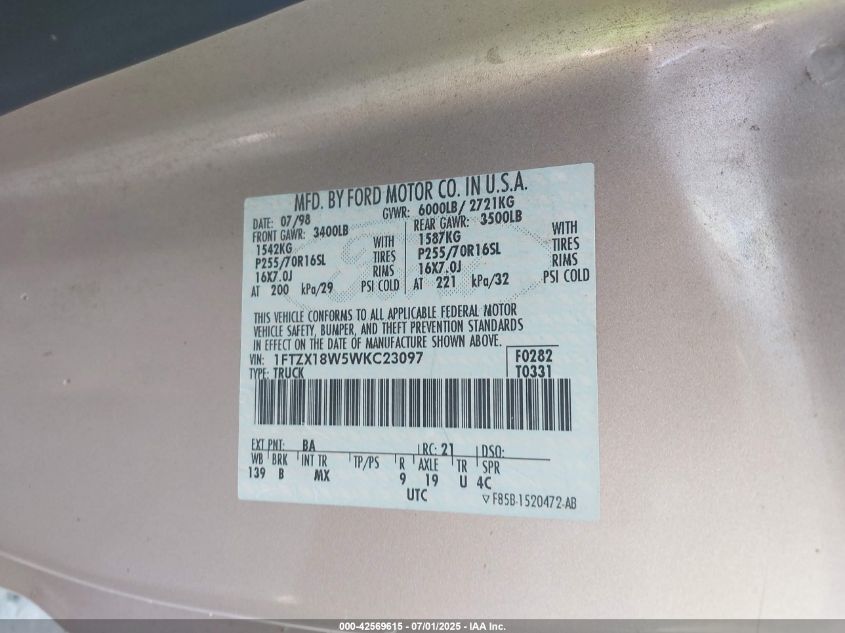 MFD. BY FORD MOTOR CO. IN U.S.A.
DATE: 07/98 GVWR: 6000LB/ 2721KG
FRONT GAWR: 3400LB REAR GAWR: 3500LB
1542KG WITH 1587KG WITH
P255/70R16SL TIRES P255/70R16SL TIRES
16X7.0J RIMS 16X7.0J RIMS
AT 200 kPa/29 PSI COLD AT 221 kPa/32 PSI COLD
THIS VEHICLE CONFORMS TO ALL APPLICABLE FEDERAL MOTOR
VEHICLE SAFETY, BUMPER, AND THEFT PREVENTION STANDARDS
IN EFFECT ON THE DATE OF MANUFACTURE SHOWN ABOVE.
VIN: 1FTZX18W5WKC23097 F0282
TYPE: TRUCK T0331
EXT PNT: BA RC: 21 DSO:
WB BRK INT TR TP/PS R AXLE TR SPR
139 B MX 9 19 U 4C
UTC ▽ F85B-1520472-AB
000-42569615 - 07/01/2025 - IAA Inc.